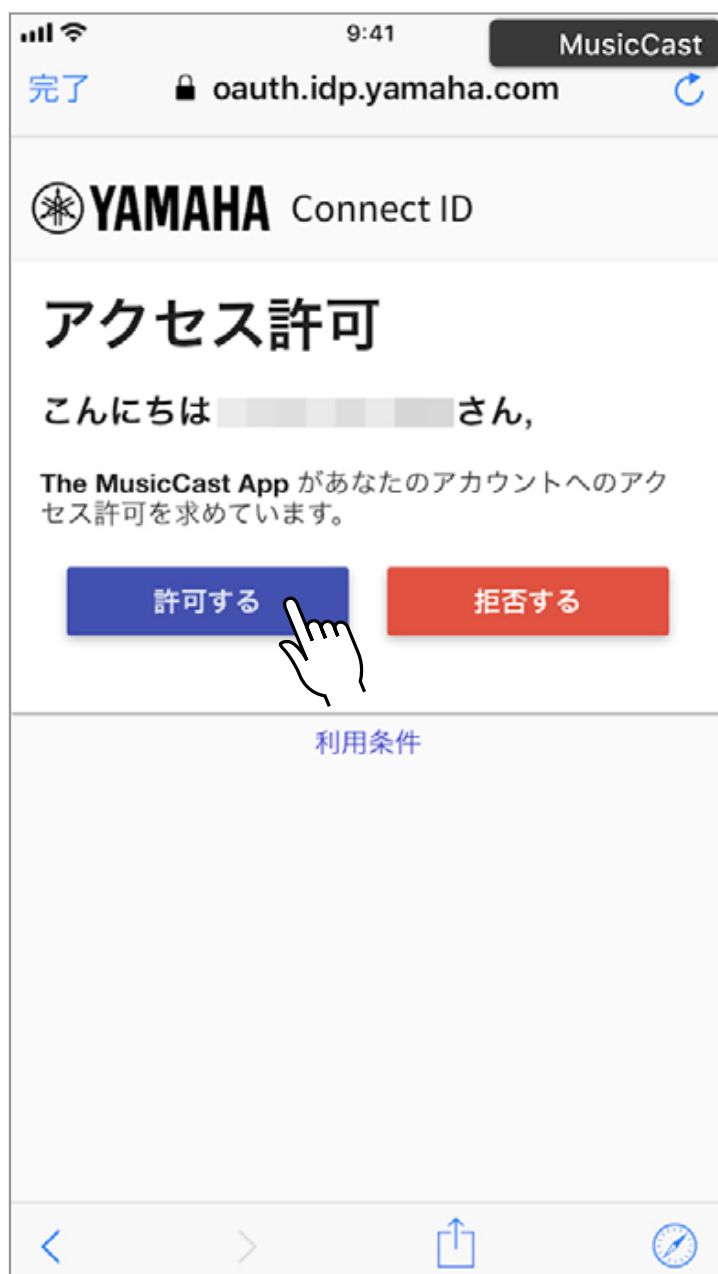 9:41
MusicCast
完了
oauth.idp.yamaha.com
YAMAHA Connect ID
アクセス許可
こんにちは さん,
The MusicCast App があなたのアカウントへのアク
セス許可を求めています。
許可する
拒否する
利用条件